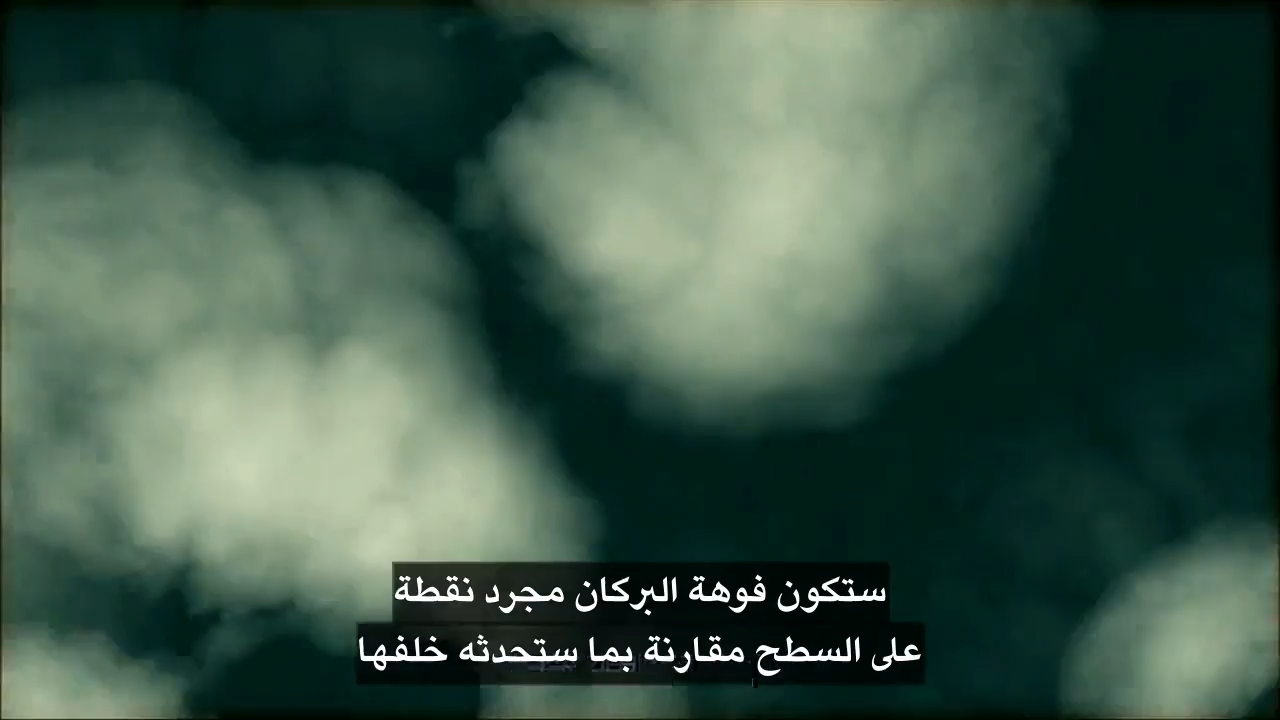 ستكون فوهة البركان مجرد نقطة
على السطح مقارنة بما ستحدثه خلفها